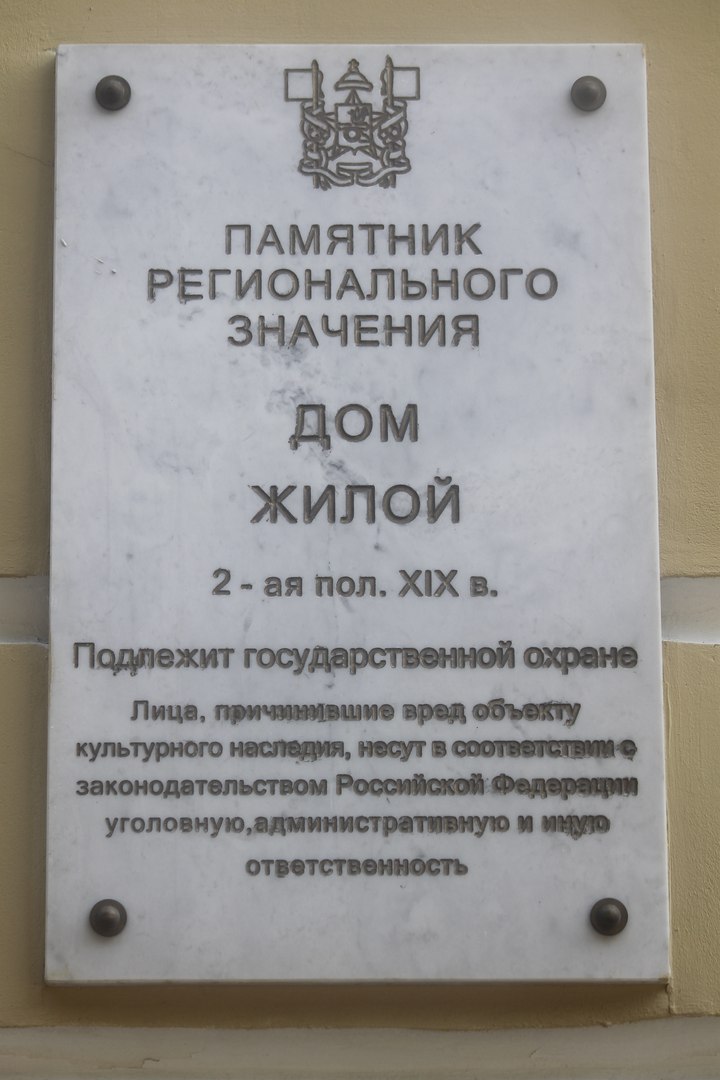 ПАМЯТНИК
РЕГИОНАЛЬНОГО
ЗНАЧЕНИЯ
ДОМ
ЖИЛОЙ
2 - ая пол. XIX в.
Подлежит государственной охране
Лица, причинившие вред объекту
культурного наследия, несут в соответствии с
законодательством Российской Федерации
уголовную,административную и иную
ответственность